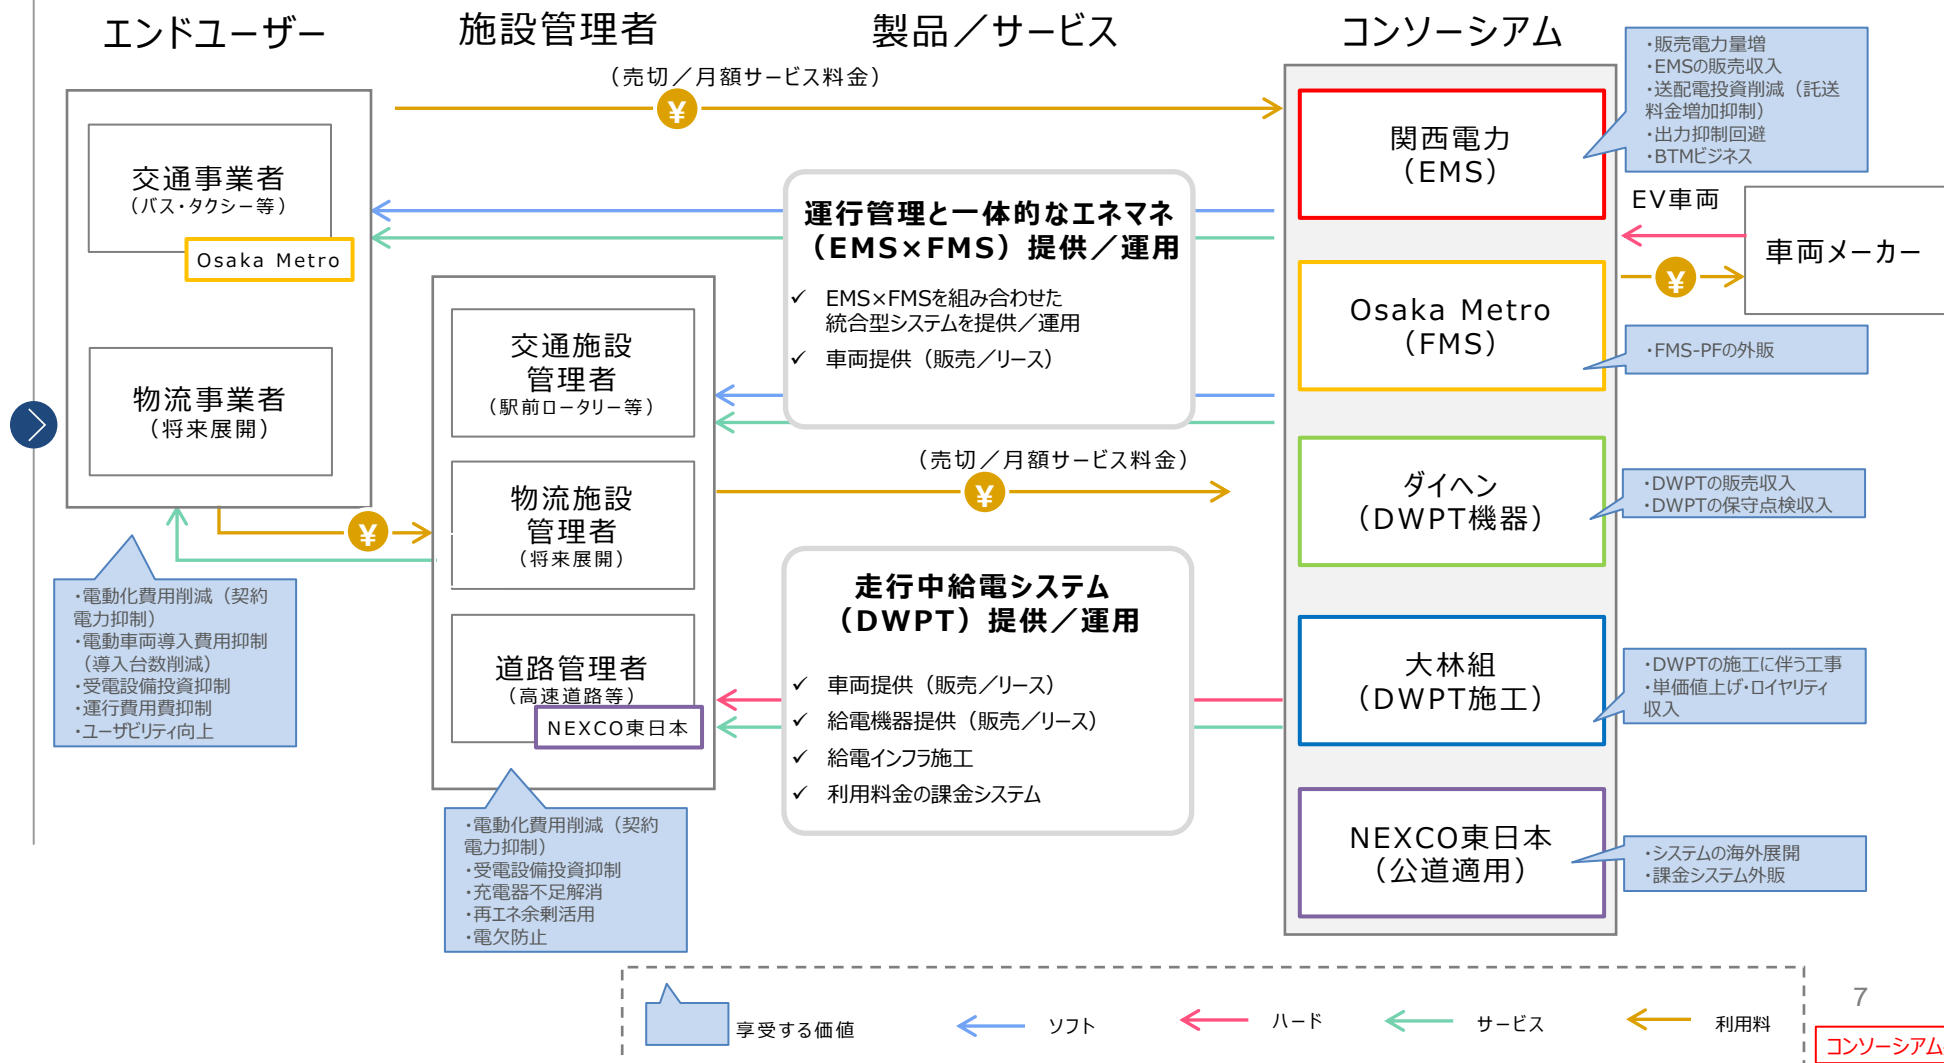 エンドユーザー
施設管理者
製品／サービス
コンソーシアム
（売切／月額サービス料金）
¥
交通事業者
（バス・タクシー等）
Osaka Metro
物流事業者
（将来展開）
¥
・電動化費用削減（契約
電力抑制）
・電動車両導入費用抑制
（導入台数削減）
・受電設備投資抑制
・運行費用費抑制
・ユーザビリティ向上
交通施設
管理者
（駅前ロータリー等）
物流施設
管理者
（将来展開）
道路管理者
（高速道路等）
NEXCO東日本
・電動化費用削減（契約
電力抑制）
・受電設備投資抑制
・充電器不足解消
・再エネ余剰活用
・電欠防止
運行管理と一体的なエネマネ
（EMS×FMS）提供／運用
✓ EMS×FMSを組み合わせた
統合型システムを提供／運用
✓ 車両提供（販売／リース）
（売切／月額サービス料金）
¥
走行中給電システム
（DWPT）提供／運用
✓ 車両提供（販売／リース）
✓ 給電機器提供（販売／リース）
✓ 給電インフラ施工
✓ 利用料金の課金システム
関西電力
（EMS）
Osaka Metro
（FMS）
ダイヘン
（DWPT機器）
大林組
（DWPT施工）
NEXCO東日本
（公道適用）
・販売電力量増
・EMSの販売収入
・送配電投資削減（託送
料金増加抑制）
・出力抑制回避
・BTMビジネス
EV車両
車両メーカー
¥
・FMS-PFの外販
・DWPTの販売収入
・DWPTの保守点検収入
・DWPTの施工に伴う工事
・単価値上げ・ロイヤリティ
収入
・システムの海外展開
・課金システム外販
享受する価値
ソフト
ハード
サービス
利用料
7
コンソーシアム